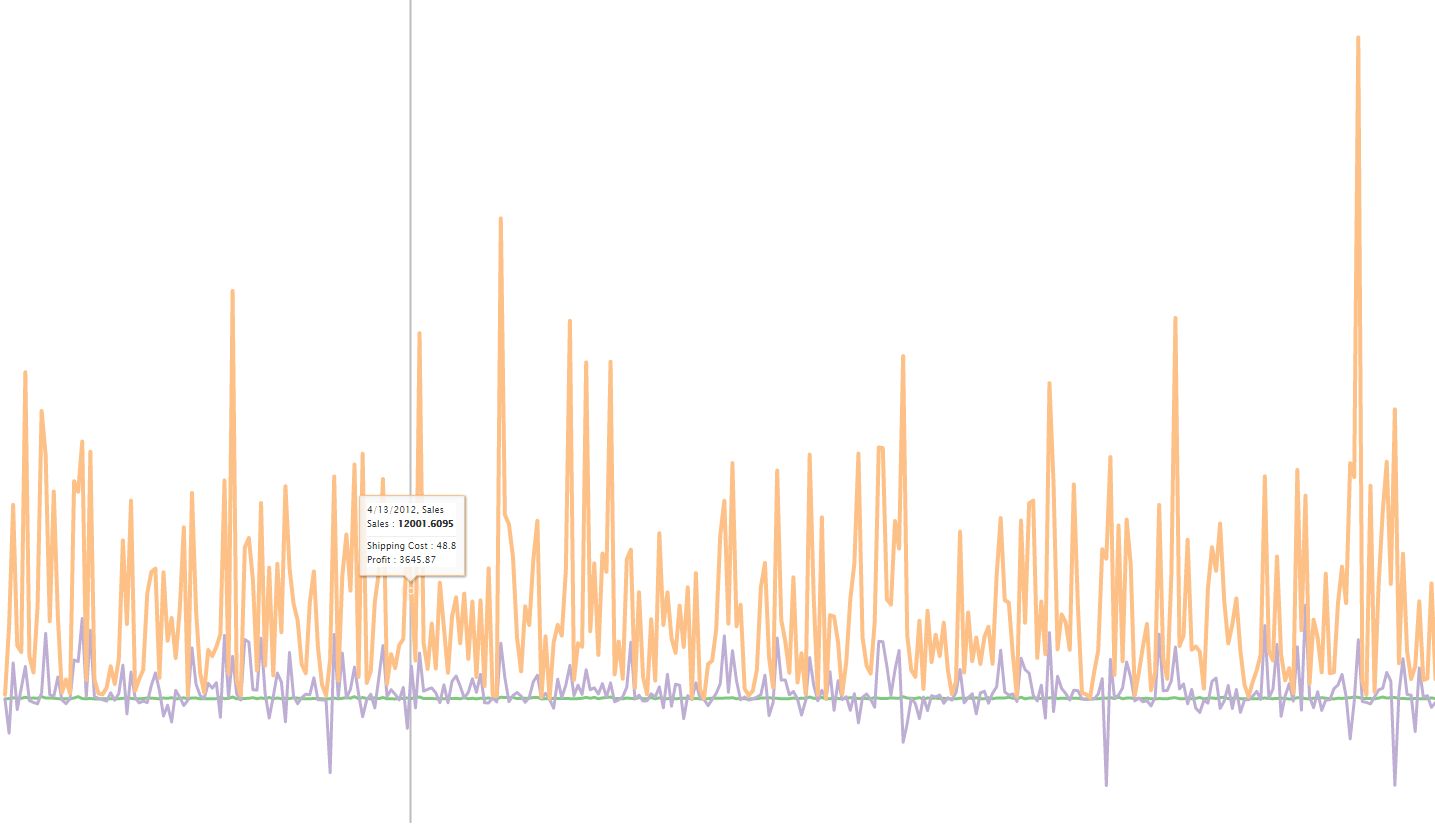 4/13/2012, Sales
Sales : 12001.6095
Shipping Cost : 48.8
Profit : 3645.87